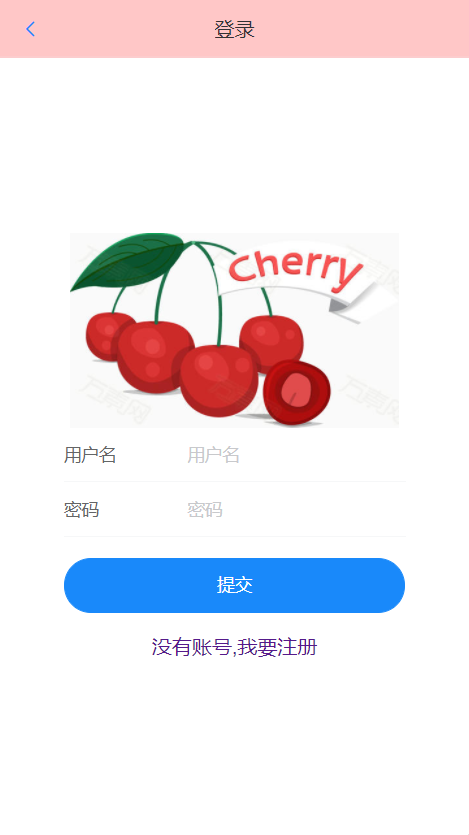 登录
Cherry
用户名 用户名
密码 密码
提交
没有账号,我要注册